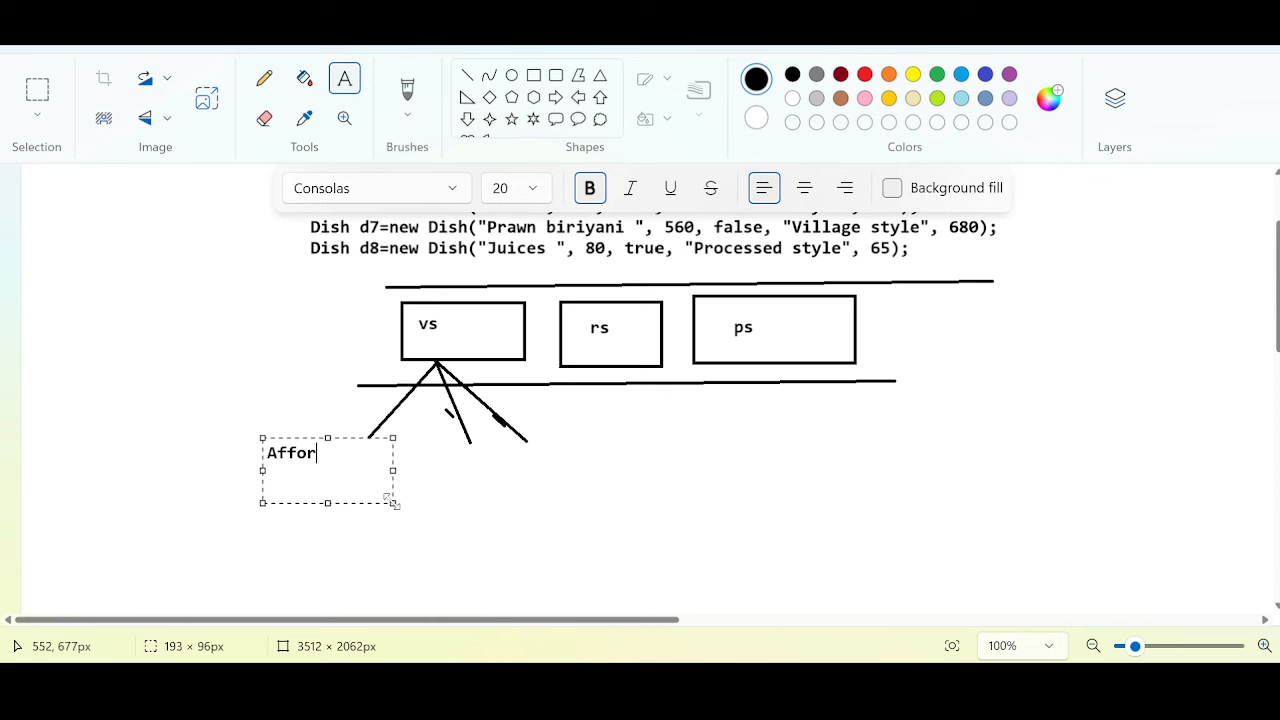 Selection
Image
Tools
Brushes
Shapes
Colors
Layers
A
Consolas
20
B
I
U
S
Background fill
Dish d7=new Dish("Prawn biriyani ", 560, false, "Village style", 680);
Dish d8=new Dish("Juices ", 80, true, "Processed style", 65);
vs
rs
ps
Affor
552, 677px
193 × 96px
3512 × 2062px
100%